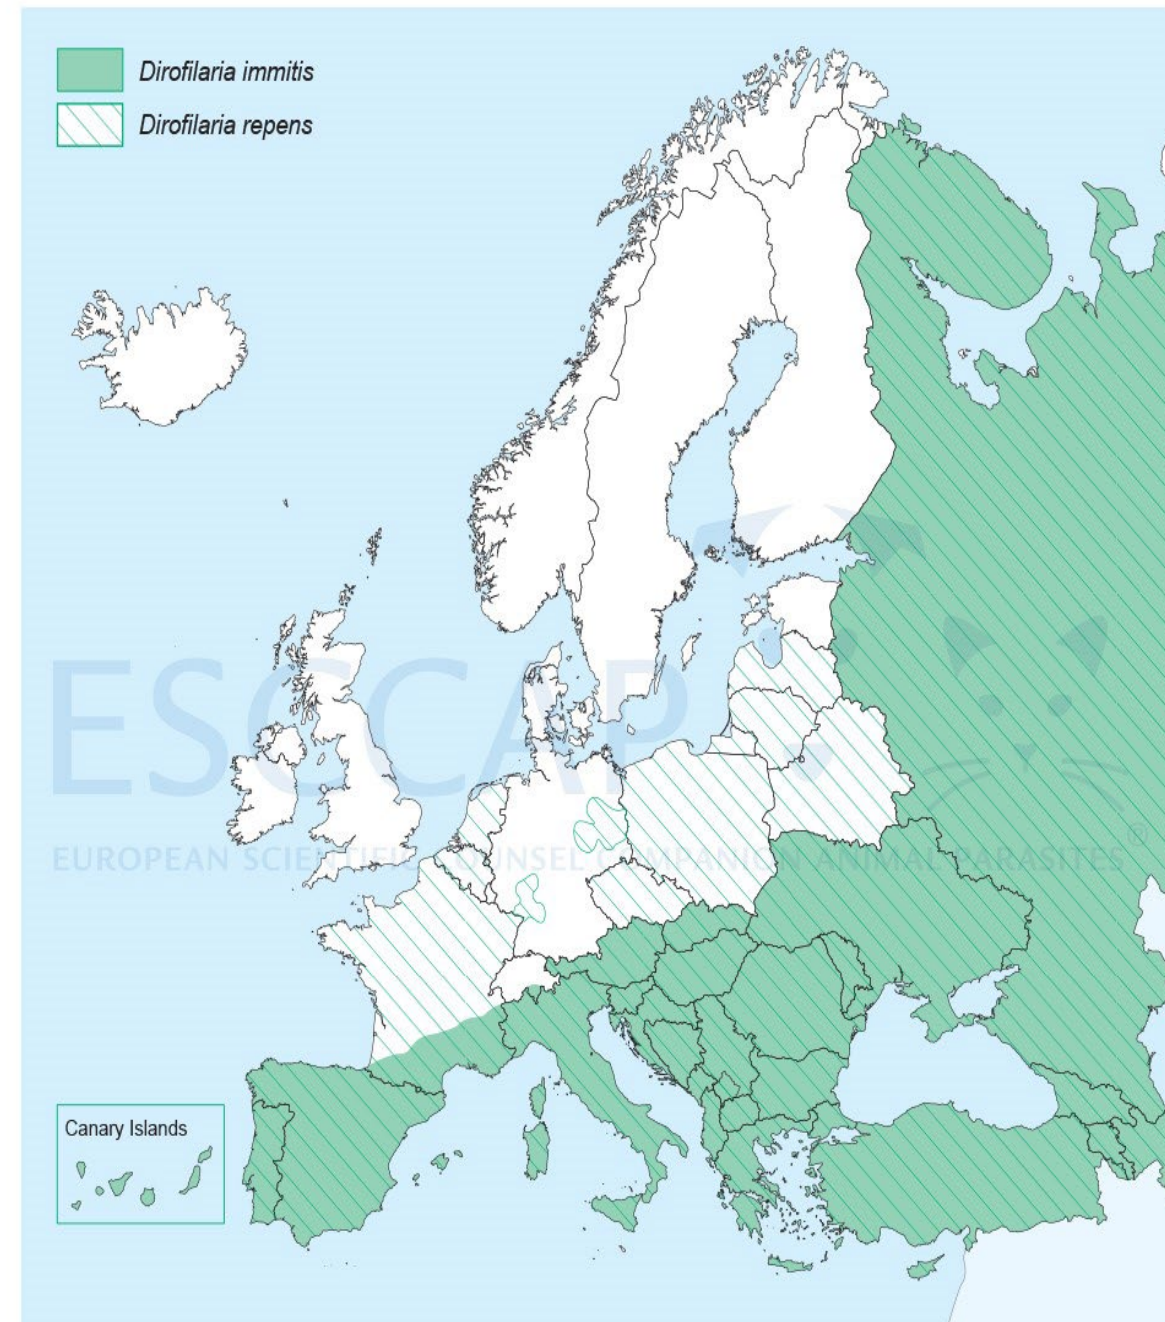 Dirofilaria immitis
Dirofilaria repens
ESCCAP
EUROPEAN SCIENTIFIC COUNSEL COMPANION ANIMAL PARASITES ®
Canary Islands